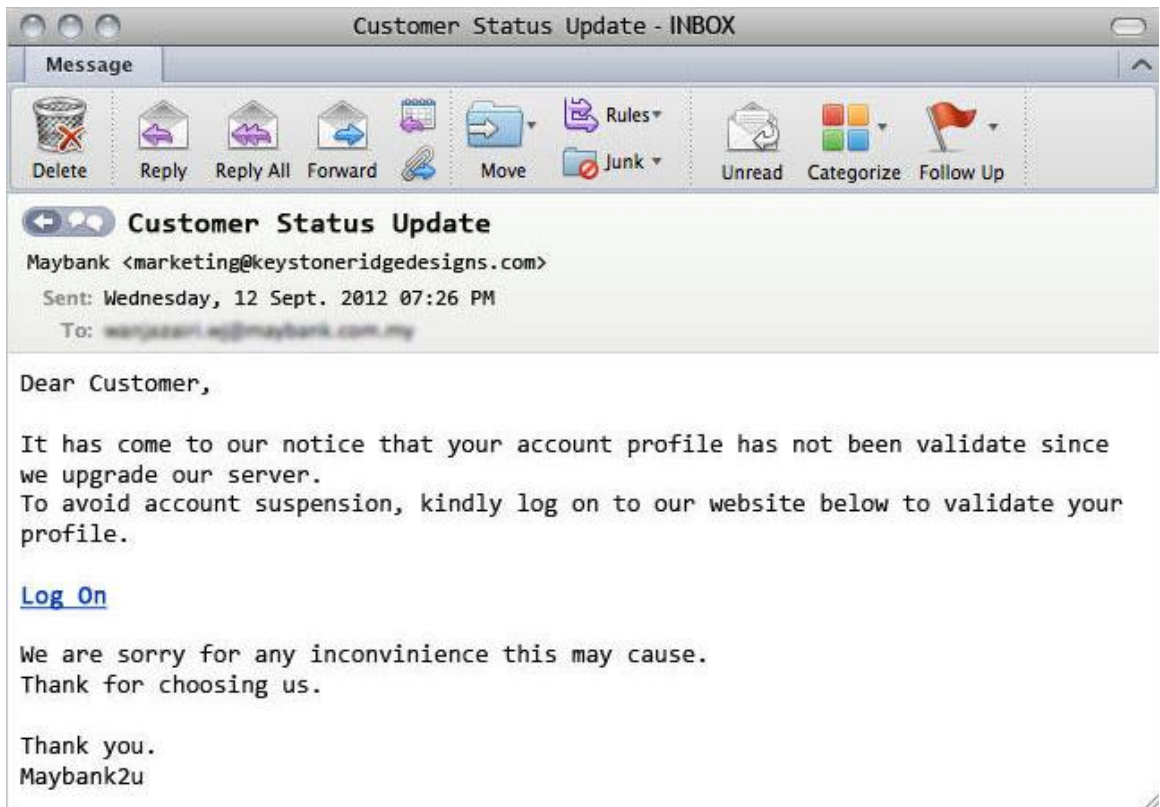 Customer Status Update - INBOX
Message
Delete
Reply
Reply All
Forward
Move
Rules
Junk
Unread
Categorize
Follow Up
Customer Status Update
Maybank <marketing@keystoneridgedesigns.com>
Sent: Wednesday, 12 Sept. 2012 07:26 PM
To:
Dear Customer,
It has come to our notice that your account profile has not been validate since
we upgrade our server.
To avoid account suspension, kindly log on to our website below to validate your
profile.
Log On
We are sorry for any inconvinience this may cause.
Thank for choosing us.
Thank you.
Maybank2u